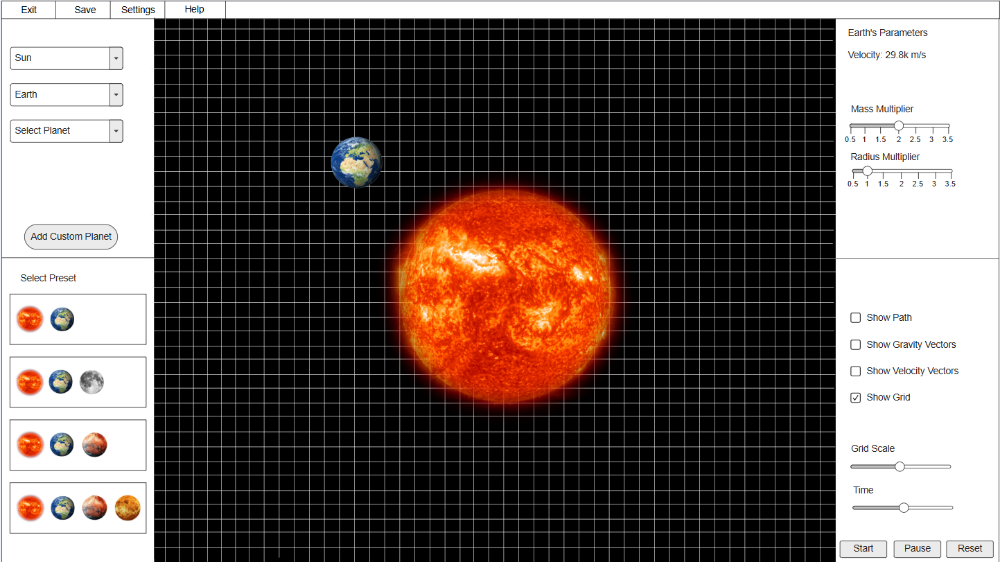 Exit Save Settings Help
Sun
Earth
Select Planet
Add Custom Planet
Select Preset
Earth's Parameters
Velocity: 29.8k m/s
Mass Multiplier
0.5 1 1.5 2 2.5 3 3.5
Radius Multiplier
0.5 1 1.5 2 2.5 3 3.5
Show Path
Show Gravity Vectors
Show Velocity Vectors
Show Grid
Grid Scale
Time
Start Pause Reset